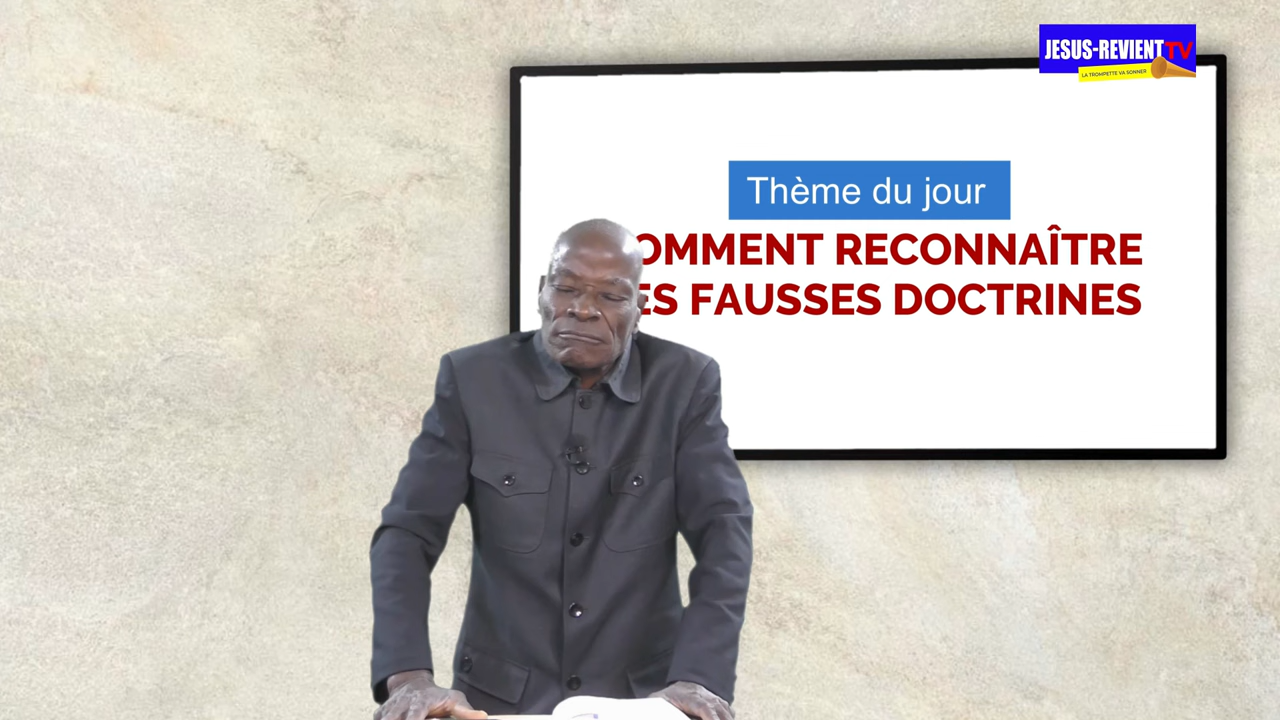 JESUS-REVIENT TV
LA TROMPETTE VA SONNER
Thème du jour
OMMENT RECONNAÎTRE
ES FAUSSES DOCTRINES